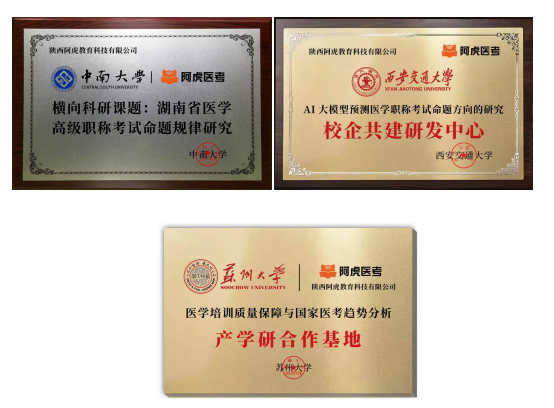 陕西阿虎教育科技有限公司
中南大学 阿虎医考
CENTRAL SOUTH UNIVERSITY
横向科研课题：湖南省医学
高级职称考试命题规律研究
中南大学
陕西阿虎教育科技有限公司 阿虎医考
西安交通大学
XI'AN JIAOTONG UNIVERSITY
AI大模型预测医学职称考试命题方向的研究
校企共建研发中心
西安交通大学
苏州大学 阿虎医考
SOOCHOW UNIVERSITY 陕西阿虎教育科技有限公司
医学培训质量保障与国家医考趋势分析
产学研合作基地
苏州大学